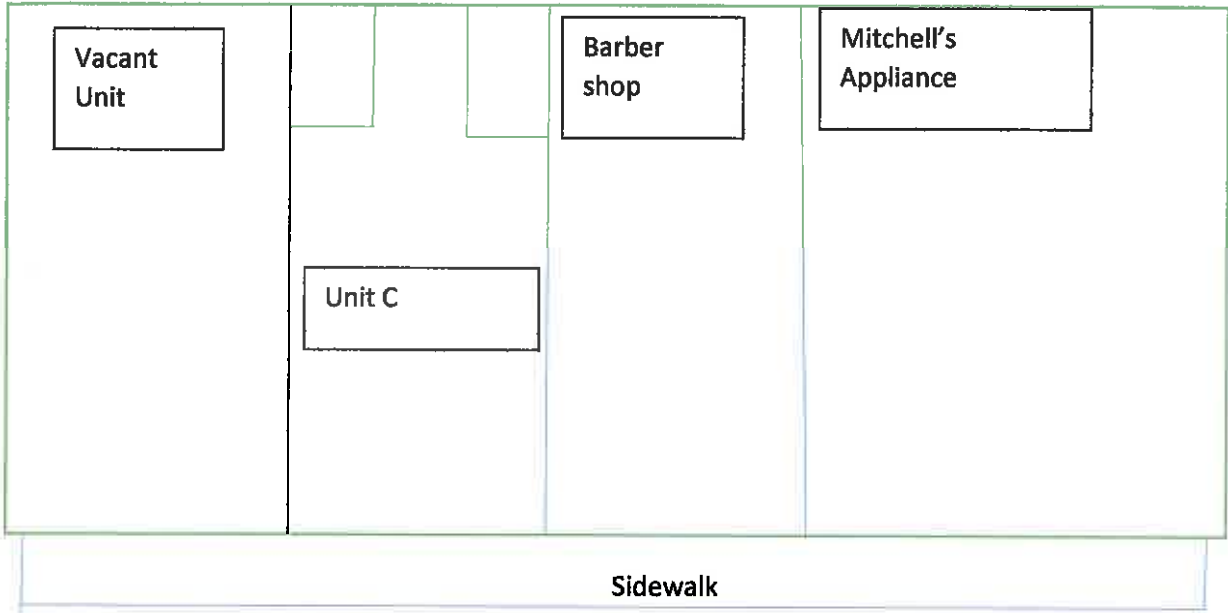 Vacant
Unit
Barber
shop
Mitchell's
Appliance
Unit C
Sidewalk